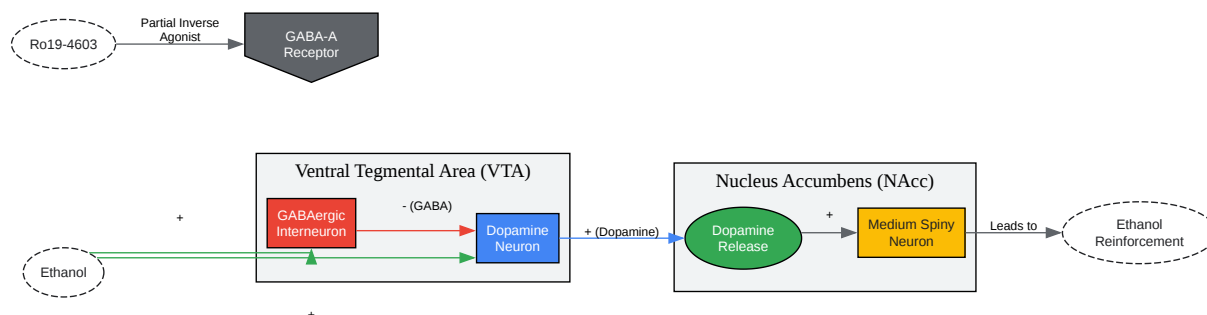 Ro19-4603
Partial Inverse
Agonist
GABA-A
Receptor
Ventral Tegmental Area (VTA)
Nucleus Accumbens (NAcc)
+
GABAergic
Interneuron
- (GABA)
Dopamine
Neuron
+ (Dopamine)
Dopamine
Release
+
Medium Spiny
Neuron
Leads to
Ethanol
Reinforcement
Ethanol
+